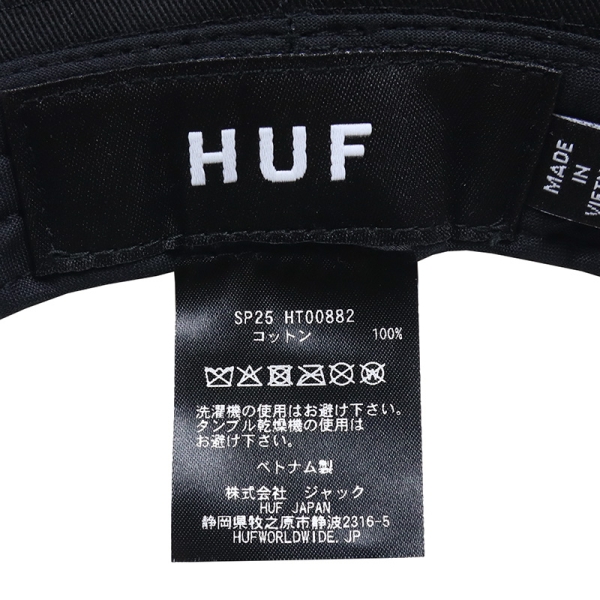 HUF
MADE
IN
SP25 HT00882
コットン 100%
洗濯機の使用はお避け下さい。
タンブル乾燥機の使用は
お避け下さい。
ベトナム製
株式会社 ジャック
HUF JAPAN
静岡県牧之原市静波2316-5
HUFWORLDWIDE.JP